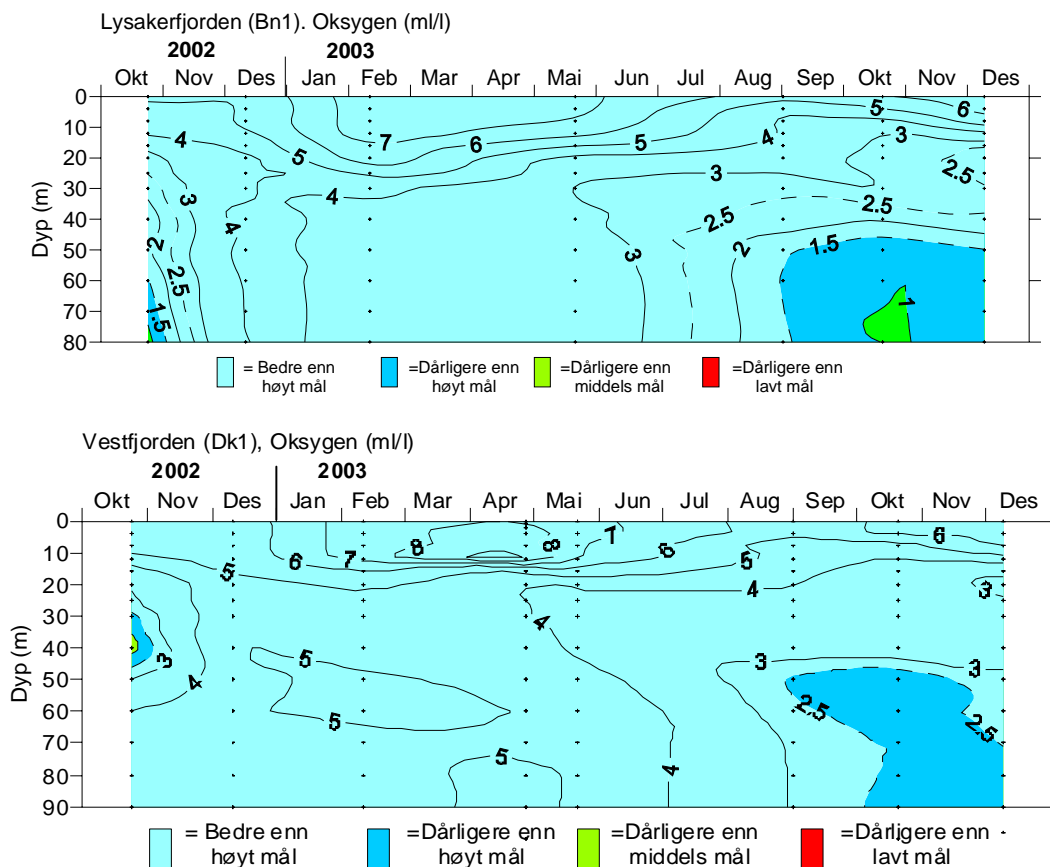 Lysakerfjorden (Bn1). Oksygen (ml/l)
2002 2003
Okt Nov Des Jan Feb Mar Apr Mai Jun Jul Aug Sep Okt Nov Des
0
10
20
30
40
50
60
70
80
Dyp (m)
4 5 7 6 5 4 5 6
3
4 3 2.5
3 4 2.5 2.5
2 2.5 3 2 1.5
1.5 1
= Bedre enn høyt mål
=Dårligere enn høyt mål
=Dårligere enn middels mål
=Dårligere enn lavt mål
Vestfjorden (Dk1), Oksygen (ml/l)
2002 2003
Okt Nov Des Jan Feb Mar Apr Mai Jun Jul Aug Sep Okt Nov Des
0
10
20
30
40
50
60
70
80
90
Dyp (m)
5 6 7 8 8 7 6 5 6
4 3
3 4 5 4 3 3
5 2.5 2.5
5 4
= Bedre enn høyt mål
=Dårligere enn høyt mål
=Dårligere enn middels mål
=Dårligere enn lavt mål